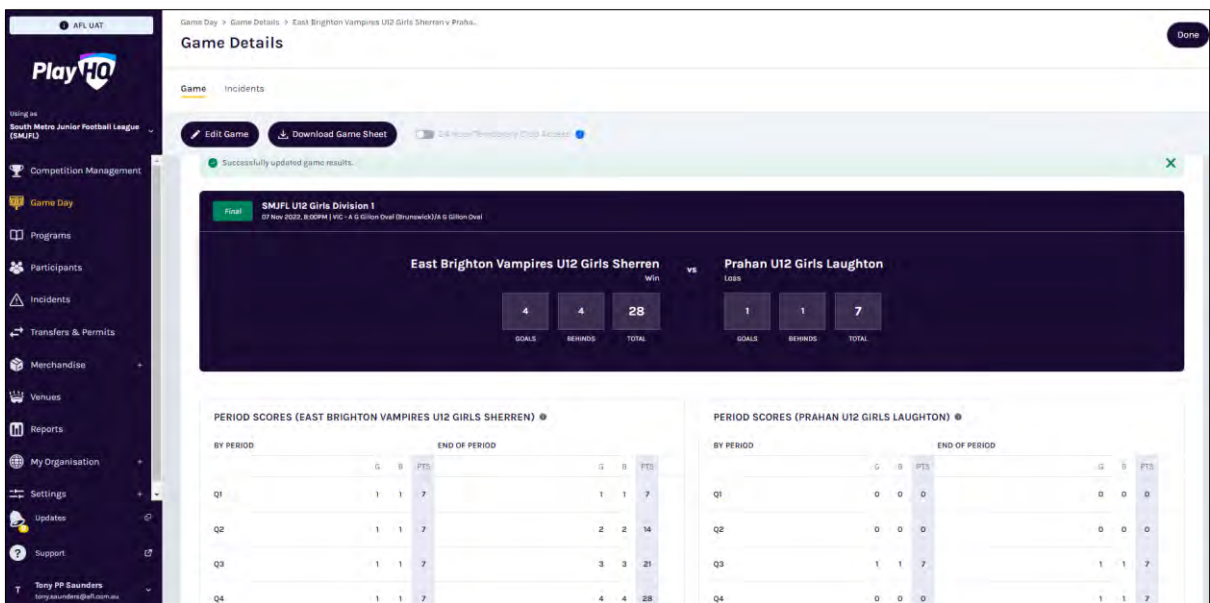 AFL UAT
PlayHQ
Using as
South Metro Junior Football League
(SMJFL)
Competition Management
Game Day
Programs
Participants
Incidents
Transfers & Permits
Merchandise +
Venues
Reports
My Organisation +
Settings +
Updates
Support
T Tony PP Saunders
tony.saunders@afl.com.au
Game Day > Game Details > East Brighton Vampires U12 Girls Sherren v Praha...
Game Details
Done
Game Incidents
Edit Game Download Game Sheet 24 Hour Temporary Club Access
Successfully updated game results.
Final SMJFL U12 Girls Division 1
07 Nov 2022, 8:00PM | VIC - A G Gillon Oval (Brunswick)/A G Gillon Oval
East Brighton Vampires U12 Girls Sherren vs Prahan U12 Girls Laughton
Win Loss
4 4 28 1 1 7
GOALS BEHINDS TOTAL GOALS BEHINDS TOTAL
PERIOD SCORES (EAST BRIGHTON VAMPIRES U12 GIRLS SHERREN)
BY PERIOD END OF PERIOD
G B PTS G B PTS
Q1 1 1 7 1 1 7
Q2 1 1 7 2 2 14
Q3 1 1 7 3 3 21
Q4 1 1 7 4 4 28
PERIOD SCORES (PRAHAN U12 GIRLS LAUGHTON)
BY PERIOD END OF PERIOD
G B PTS G B PTS
Q1 0 0 0 0 0 0
Q2 0 0 0 0 0 0
Q3 1 1 7 1 1 7
Q4 0 0 0 1 1 7